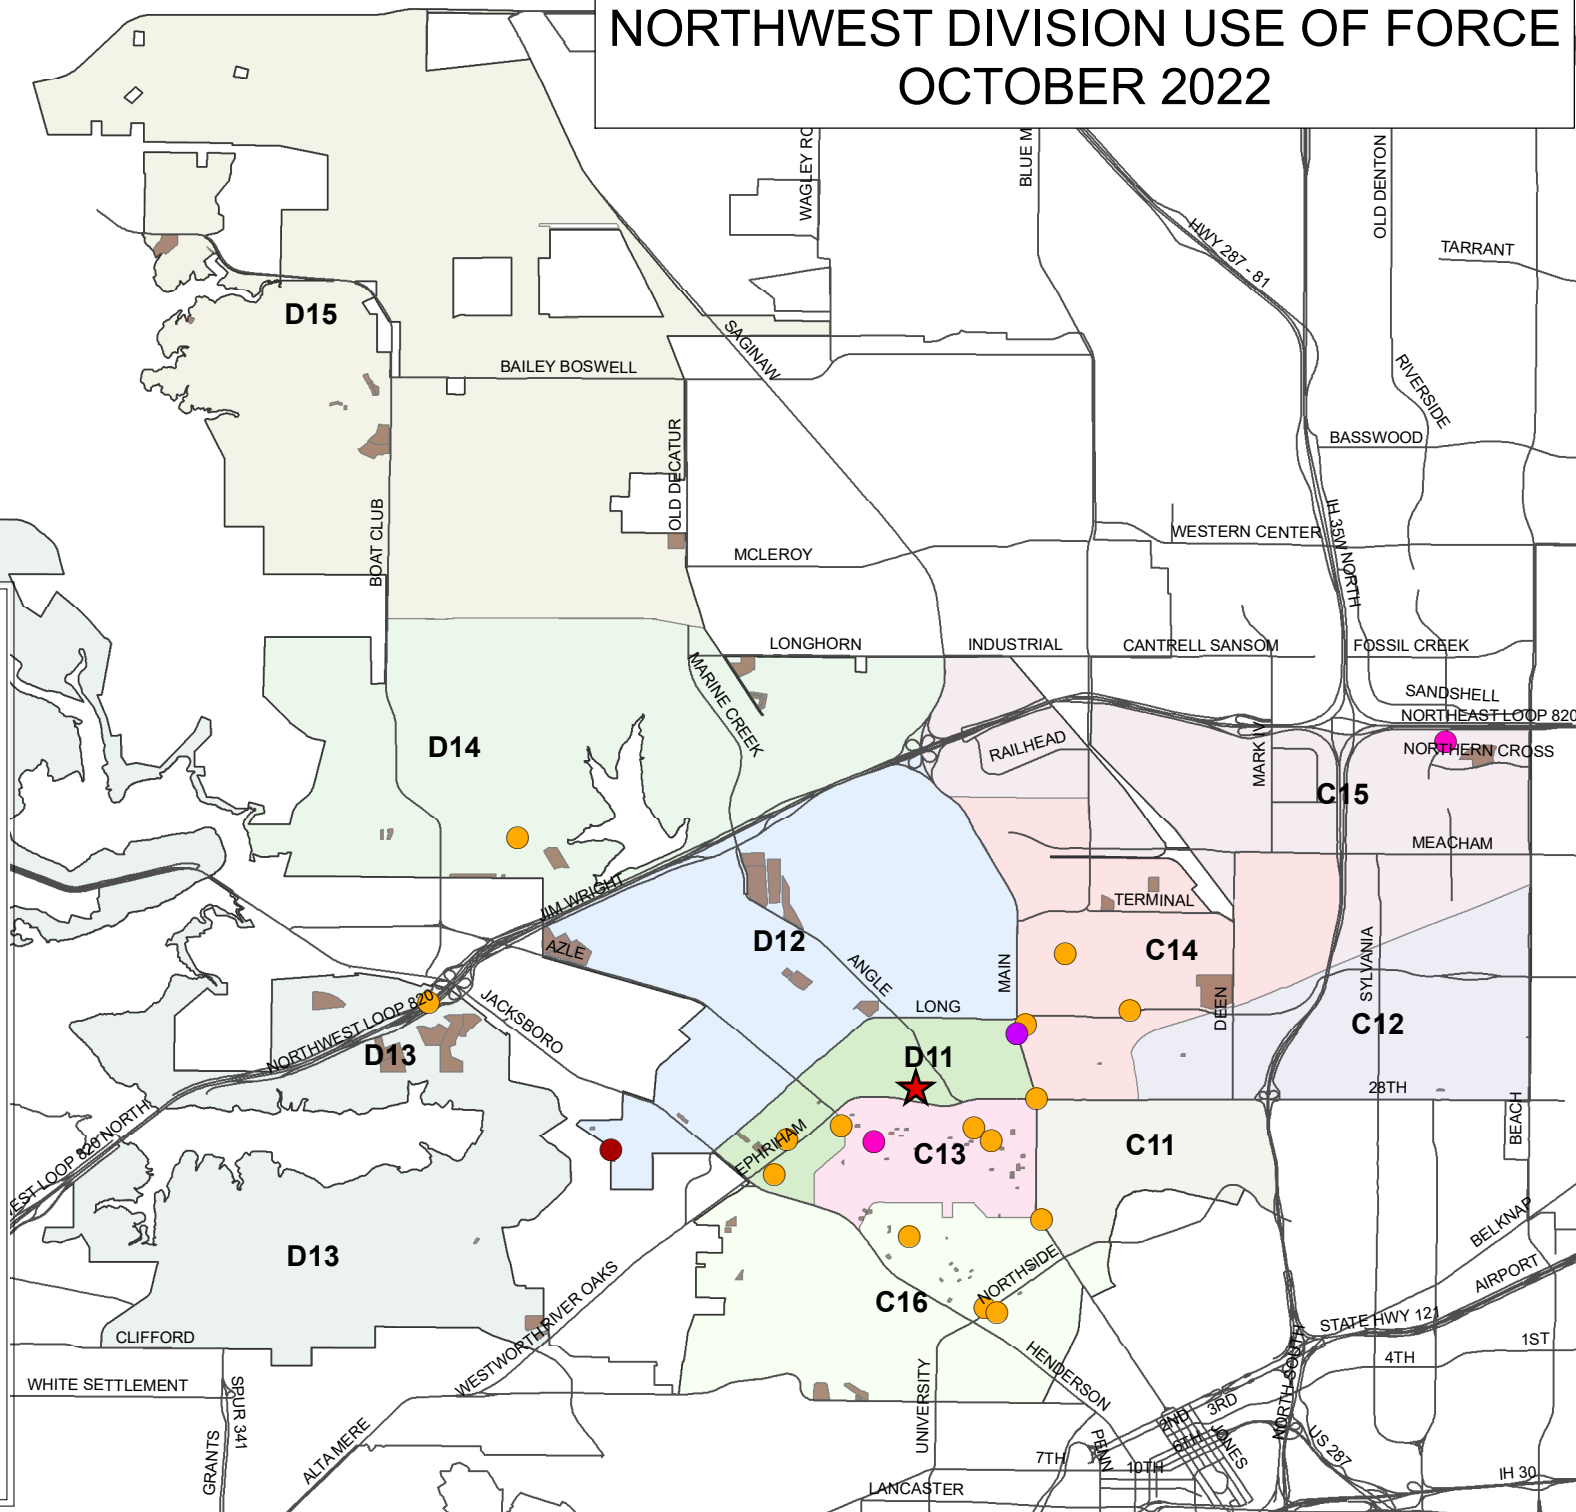 NORTHWEST DIVISION USE OF FORCE
OCTOBER 2022
WAGLEY
BLUE
OLD DENTON
HWY 287 - 81
TARRANT
D15
SAGINAW
BAILEY BOSWELL
RIVERSIDE
OLD DECATUR
BASSWOOD
BOAT CLUB
IH 35W NORTH
WESTERN CENTER
MCLEROY
LONGHORN
INDUSTRIAL
CANTRELL SANSOM
FOSSIL CREEK
MARINE CREEK
SANDSHELL
NORTHEAST LOOP 820
D14
RAILHEAD
MARK IV
NORTHERN CROSS
C15
MEACHAM
JIM WRIGHT
TERMINAL
AZLE
D12
C14
ANGLE
MAIN
SYLVANIA
JACKSBORO
LONG
DEEN
C12
NORTHWEST LOOP 820
D13
D11
28TH
BEACH
EST LOOP 820 NORTH
EPHRIHAM
C13
C11
D13
BELKNAP
NORTHSIDE
AIRPORT
RIVER OAKS
C16
STATE HWY 121
CLIFFORD
1ST
4TH
WESTWORTH
HENDERSON
NORTH-SOUTH
WHITE SETTLEMENT
SPUR 341
UNIVERSITY
2ND
3RD
GRANTS
ALTAMERE
PENN
6TH
JONES
US 287
7TH
10TH
IH 30
LANCASTER